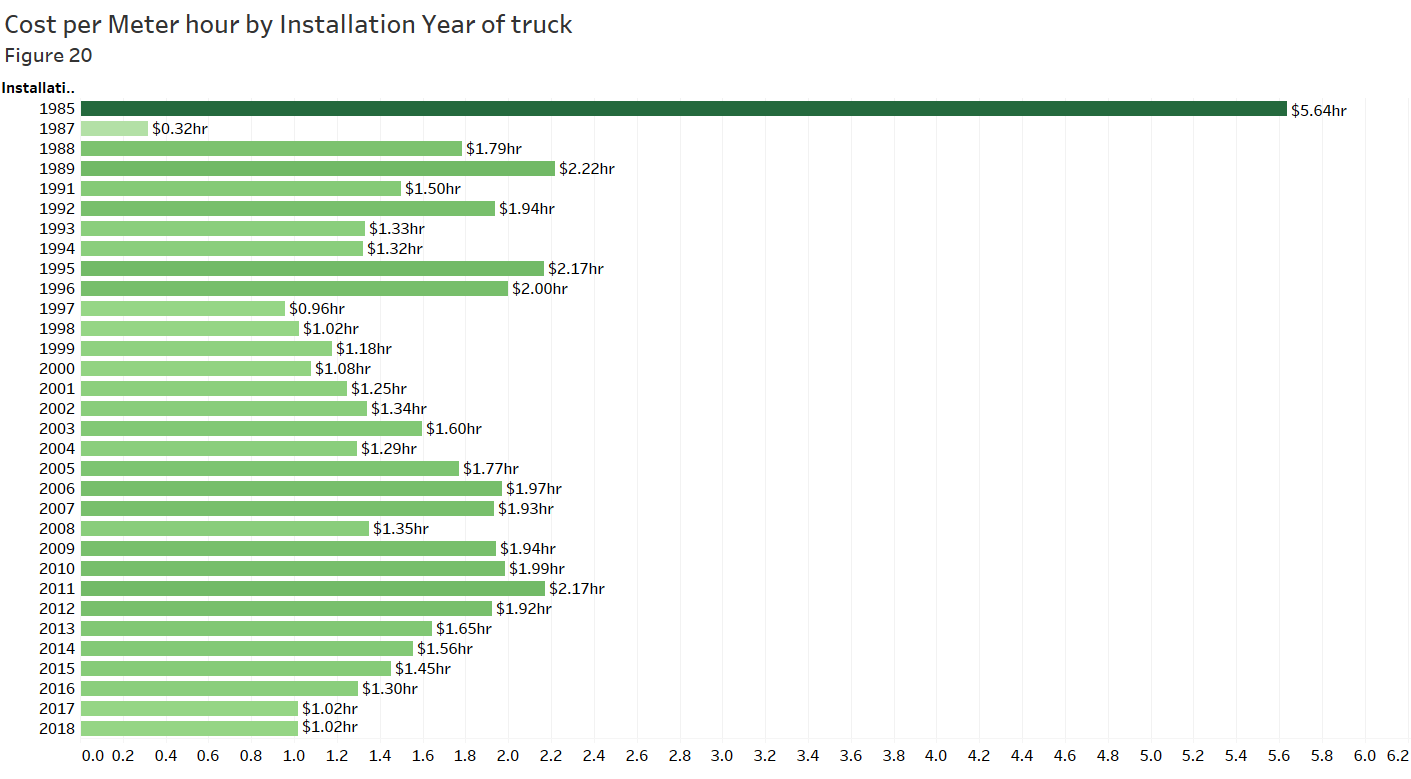 Cost per Meter hour by Installation Year of truck
Figure 20
Installati..
1985 $5.64hr
1987 $0.32hr
1988 $1.79hr
1989 $2.22hr
1991 $1.50hr
1992 $1.94hr
1993 $1.33hr
1994 $1.32hr
1995 $2.17hr
1996 $2.00hr
1997 $0.96hr
1998 $1.02hr
1999 $1.18hr
2000 $1.08hr
2001 $1.25hr
2002 $1.34hr
2003 $1.60hr
2004 $1.29hr
2005 $1.77hr
2006 $1.97hr
2007 $1.93hr
2008 $1.35hr
2009 $1.94hr
2010 $1.99hr
2011 $2.17hr
2012 $1.92hr
2013 $1.65hr
2014 $1.56hr
2015 $1.45hr
2016 $1.30hr
2017 $1.02hr
2018 $1.02hr
0.0 0.2 0.4 0.6 0.8 1.0 1.2 1.4 1.6 1.8 2.0 2.2 2.4 2.6 2.8 3.0 3.2 3.4 3.6 3.8 4.0 4.2 4.4 4.6 4.8 5.0 5.2 5.4 5.6 5.8 6.0 6.2